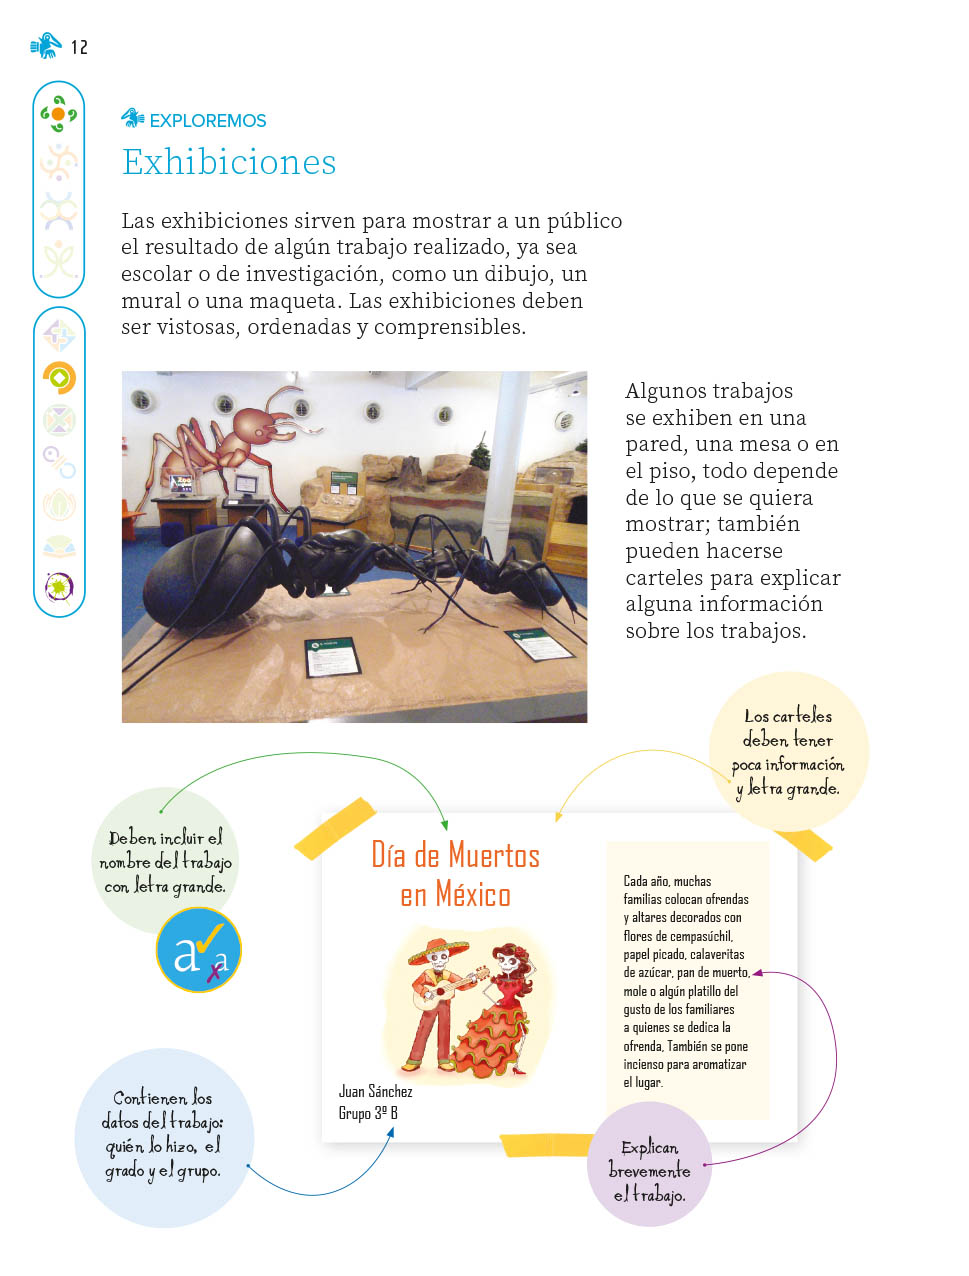 12
EXPLOREMOS
Exhibiciones
Las exhibiciones sirven para mostrar a un público
el resultado de algún trabajo realizado, ya sea
escolar o de investigación, como un dibujo, un
mural o una maqueta. Las exhibiciones deben
ser vistosas, ordenadas y comprensibles.
Algunos trabajos
se exhiben en una
pared, una mesa o en
el piso, todo depende
de lo que se quiera
mostrar; también
pueden hacerse
carteles para explicar
alguna información
sobre los trabajos.
Los carteles
deben tener
poca información
y letra grande.
Deben incluir el
nombre del trabajo
con letra grande.
a a
Día de Muertos
en México
Juan Sánchez
Grupo 3º B
Cada año, muchas
familias colocan ofrendas
y altares decorados con
flores de cempasúchil,
papel picado, calaveritas
de azúcar, pan de muerto,
mole o algún platillo del
gusto de los familiares
a quienes se dedica la
ofrenda, También se pone
incienso para aromatizar
el lugar.
Contienen los
datos del trabajo:
quién lo hizo, el
grado y el grupo.
Explican
brevemente
el trabajo.